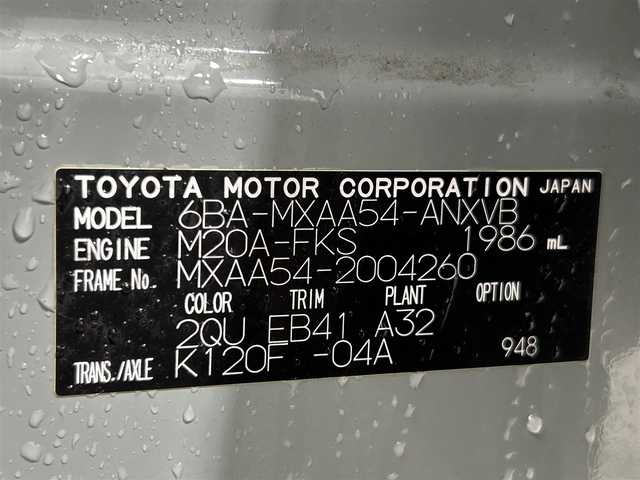 TOYOTA MOTOR CORPORATION JAPAN
MODEL 6BA-MXAA54-ANXVB
ENGINE M20A-FKS 1986 mL
FRAME No. MXAA54-2004260
COLOR TRIM PLANT OPTION
2QU EB41 A32
TRANS./AXLE K120F -04A 948